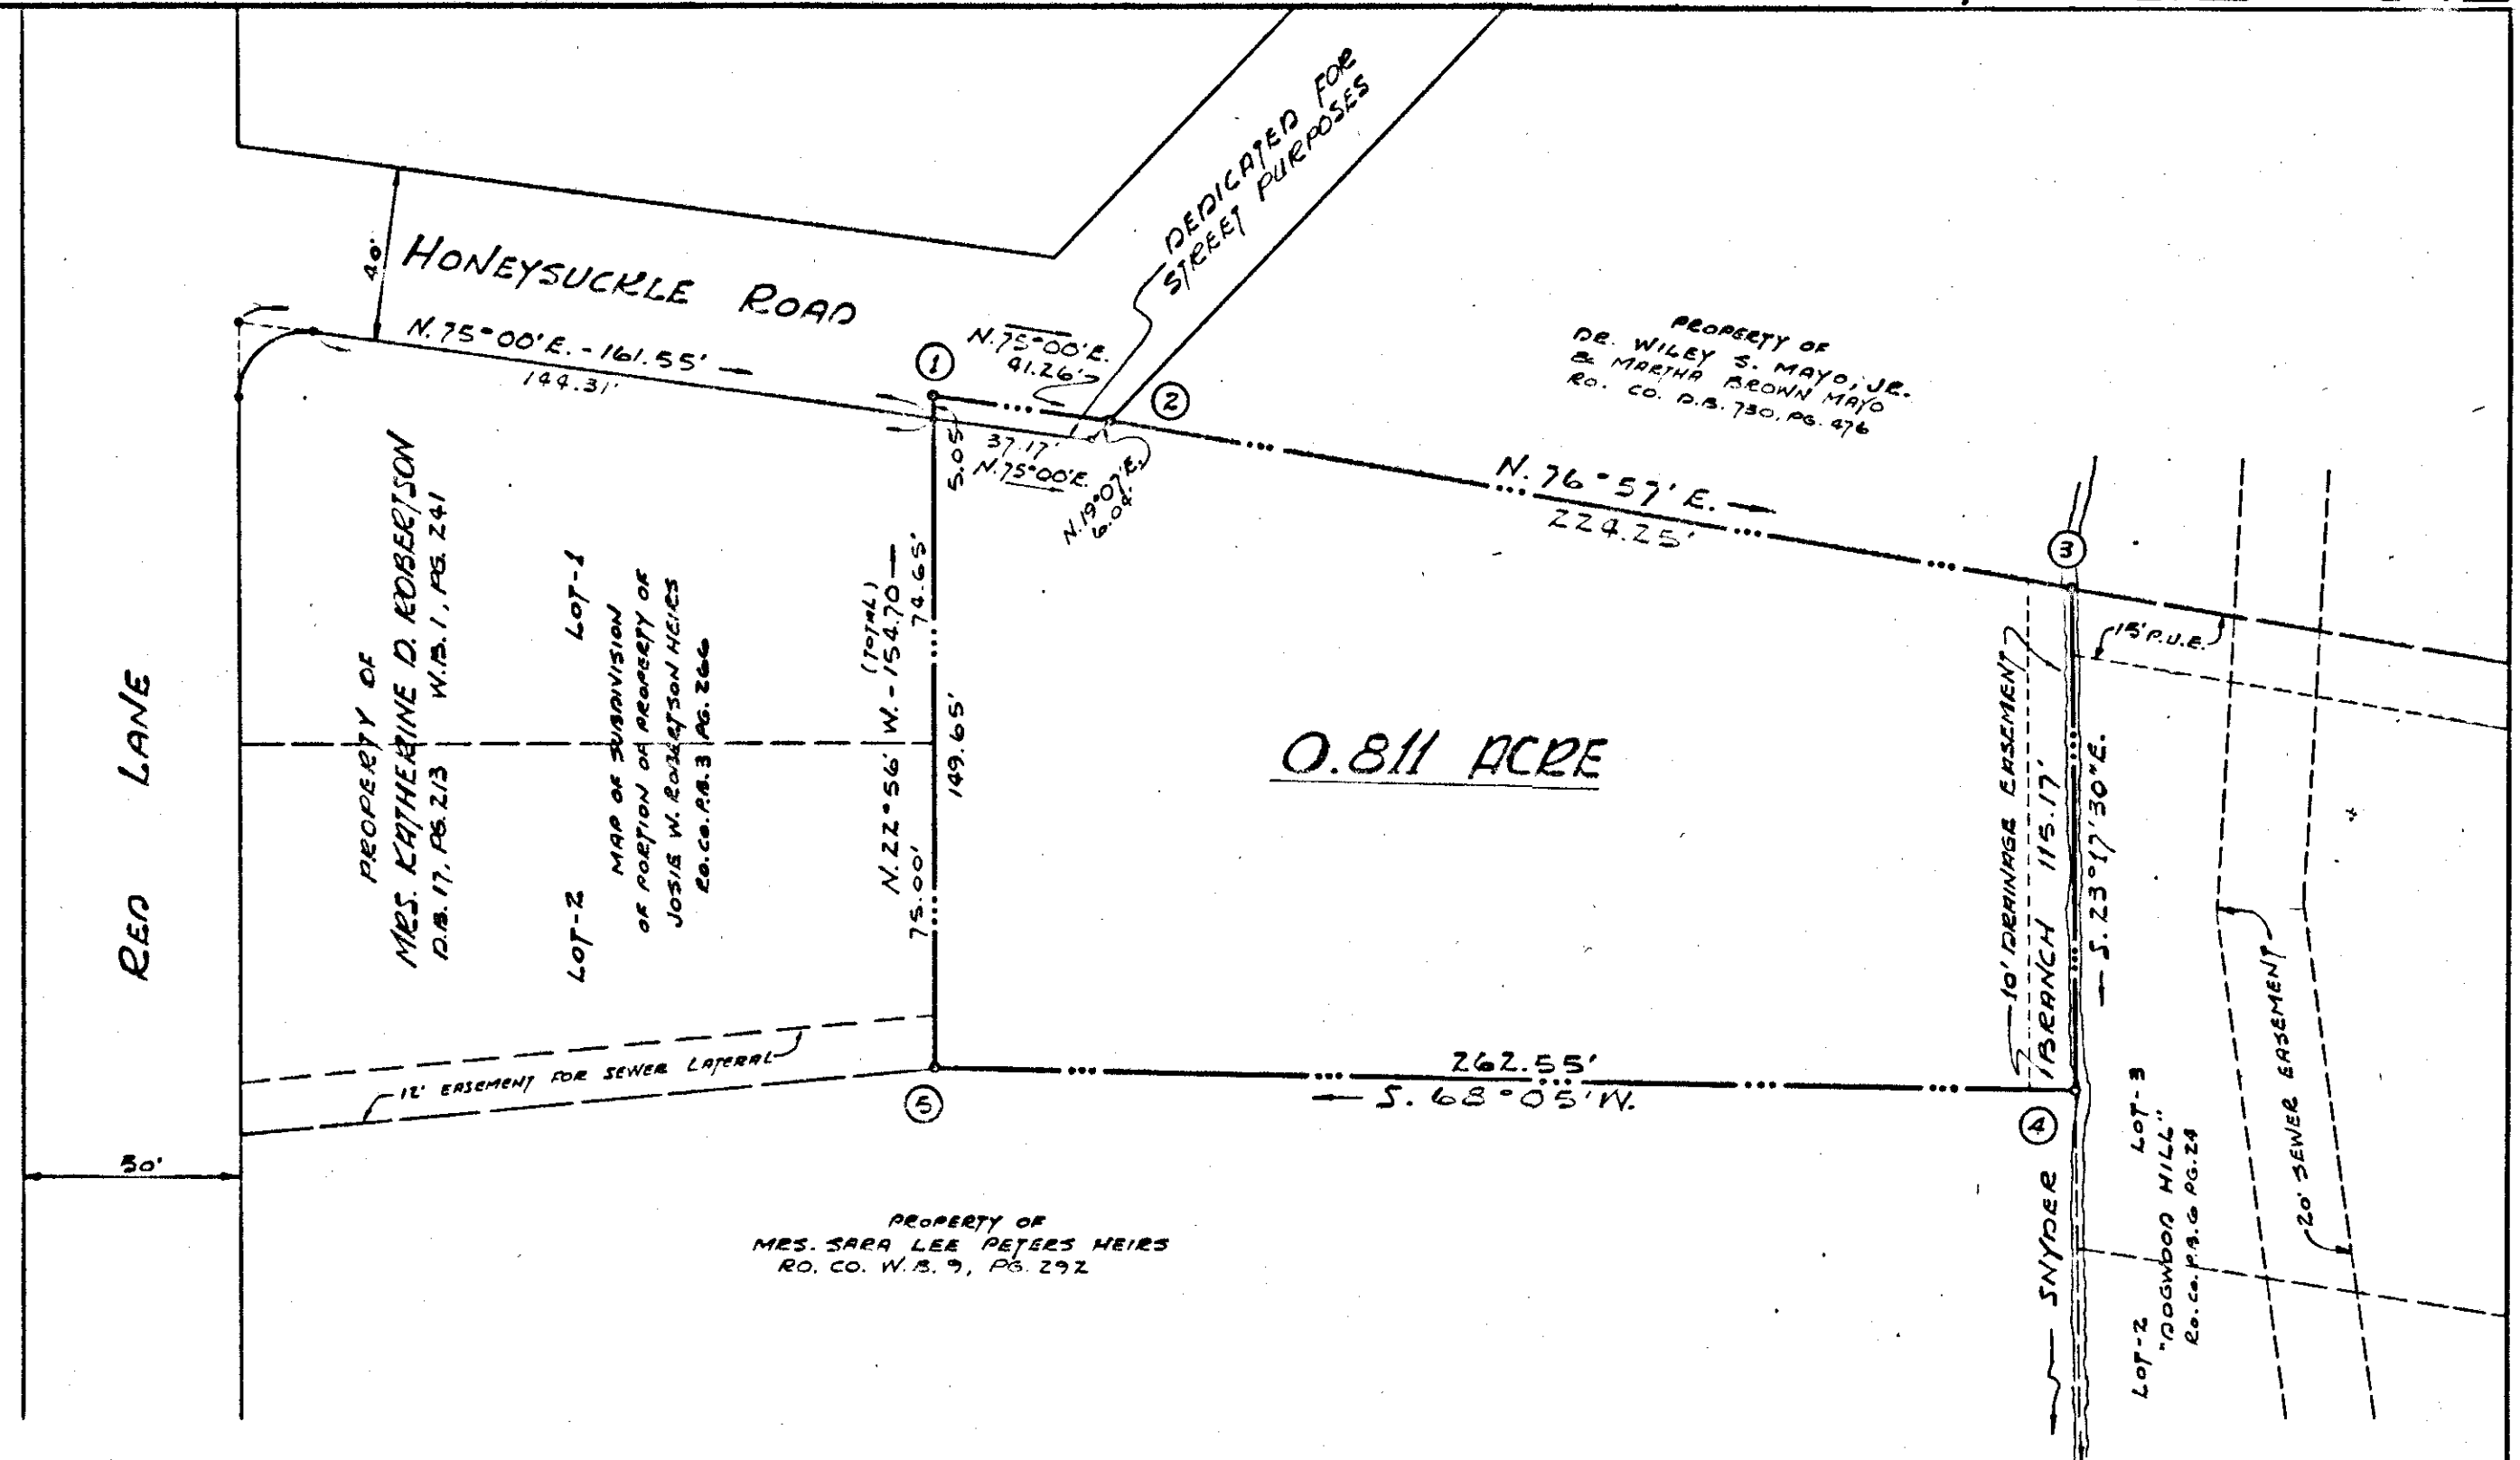 DEDICATED FOR
STREET PURPOSES
40'
HONEYSUCKLE ROAD
N. 75°00' E. - 161.55'
144.31'
N. 75°00' E.
41.26'
1
2
5.05
37.17'
N. 75°00' E.
N. 19°07' E.
6.04'
PROPERTY OF
DR. WILEY S. MAYO, JR.
& MARTHA BROWN MAYO
RO. CO. D.B. 730, PG. 476
N. 76°57' E.
224.25'
3
15' P.U.E.
RED LANE
PROPERTY OF
MRS. KATHERINE D. ROBERTSON
D.B. 17, PG. 213 W.B. 1, PG. 241
LOT-2 LOT-1
MAP OF SUBDIVISION
OF PORTION OF PROPERTY OF
JOSIE W. ROBERTSON HEIRS
RO. CO. P.B. 3 PG. 266
(TOTAL)
N. 22°56' W. - 154.70
75.00' 74.65'
149.65'
0.811 ACRE
10' DRAINAGE EASEMENT
SNYDER BRANCH 115.17'
S. 23°17'30" E.
12' EASEMENT FOR SEWER LATERAL
262.55'
S. 68°05' W.
5
4
30'
PROPERTY OF
MRS. SARA LEE PETERS HEIRS
RO. CO. W.B. 9, PG. 292
LOT-2 LOT-3
"DOGWOOD HILL"
RO. CO. P.B. 6 PG. 24
20' SEWER EASEMENT